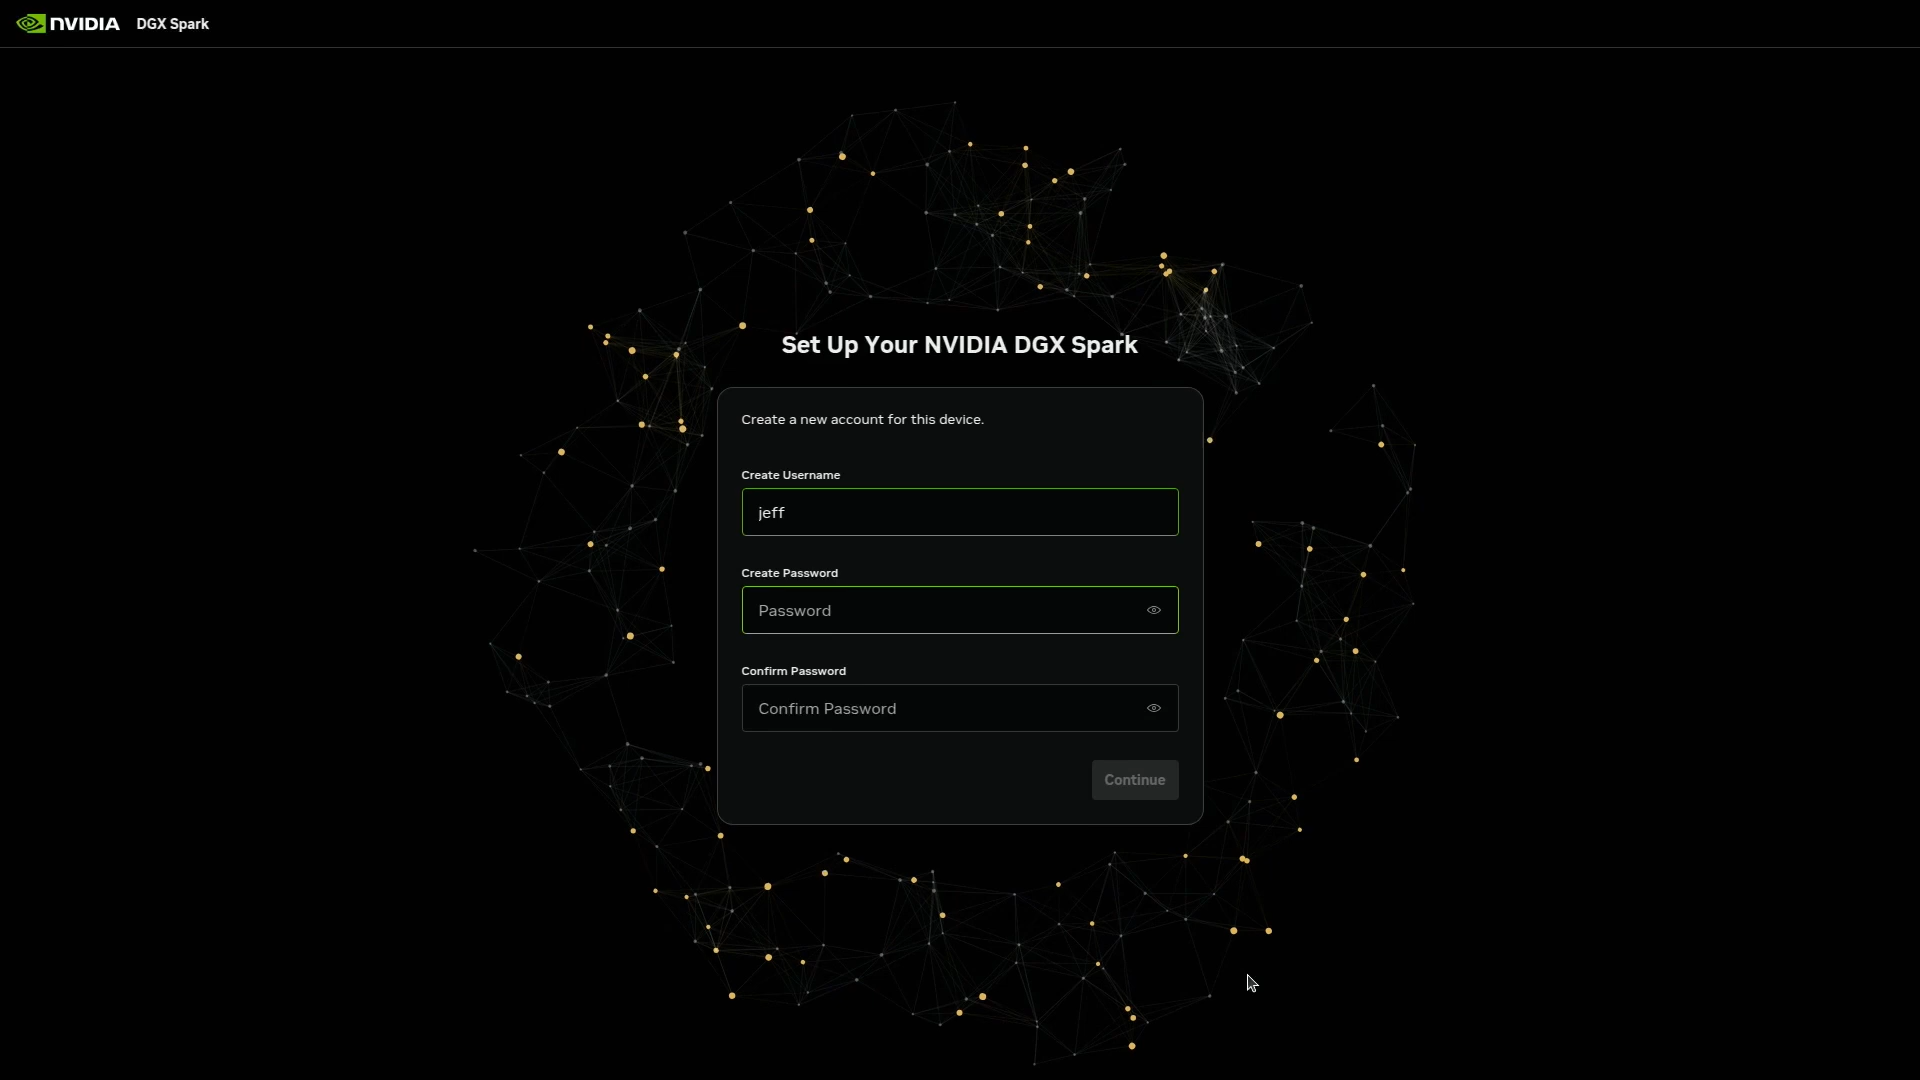 NVIDIA DGX Spark
Set Up Your NVIDIA DGX Spark
Create a new account for this device.
Create Username
jeff
Create Password
Password
Confirm Password
Confirm Password
Continue